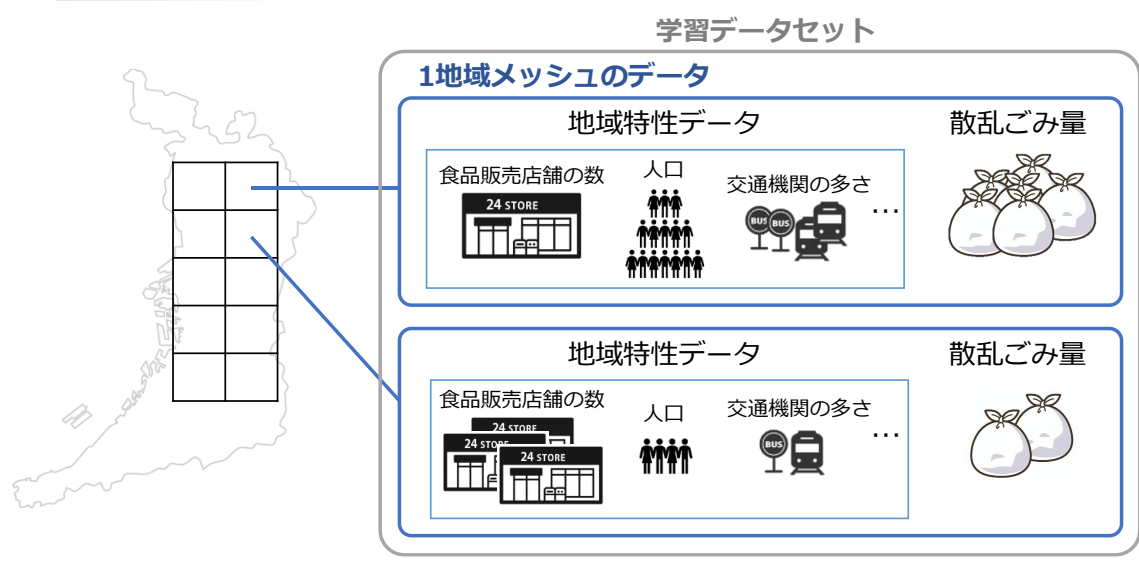 学習データセット
1地域メッシュのデータ
地域特性データ
散乱ごみ量
食品販売店舗の数
人口
交通機関の多さ
24 STORE
BUS
BUS
…
地域特性データ
散乱ごみ量
食品販売店舗の数
人口
交通機関の多さ
24 STORE
24 STORE
24 STORE
BUS
…